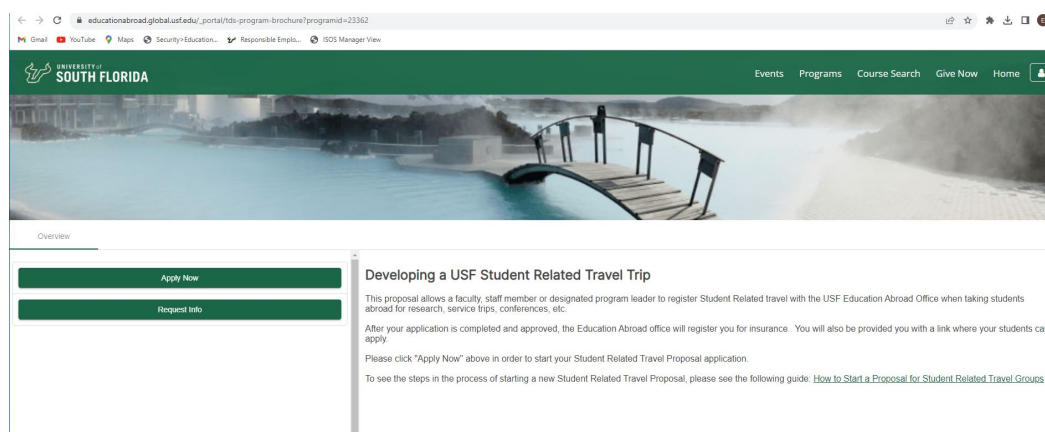 educationabroad.global.usf.edu/_portal/tds-program-brochure?programid=23362
Gmail YouTube Maps Security>Education... Responsible Emplo... ISOS Manager View
UNIVERSITY of
SOUTH FLORIDA
Events Programs Course Search Give Now Home
Overview
Apply Now
Request Info
Developing a USF Student Related Travel Trip
This proposal allows a faculty, staff member or designated program leader to register Student Related travel with the USF Education Abroad Office when taking students
abroad for research, service trips, conferences, etc.
After your application is completed and approved, the Education Abroad office will register you for insurance. You will also be provided you with a link where your students ca
apply.
Please click "Apply Now" above in order to start your Student Related Travel Proposal application.
To see the steps in the process of starting a new Student Related Travel Proposal, please see the following guide: How to Start a Proposal for Student Related Travel Groups